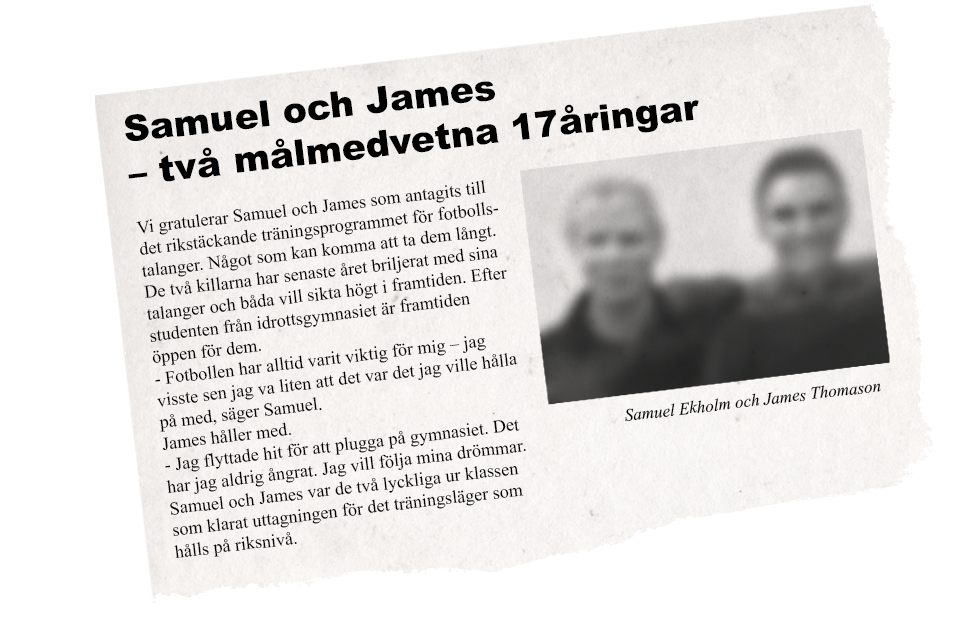 Samuel och James
– två målmedvetna 17åringar
Vi gratulerar Samuel och James som antagits till
det rikstäckande träningsprogrammet för fotbolls-
talanger. Något som kan komma att ta dem långt.
De två killarna har senaste året briljerat med sina
talanger och båda vill sikta högt i framtiden. Efter
studenten från idrottsgymnasiet är framtiden
öppen för dem.
- Fotbollen har alltid varit viktig för mig – jag
visste sen jag va liten att det var det jag ville hålla
på med, säger Samuel.
James håller med.
- Jag flyttade hit för att plugga på gymnasiet. Det
har jag aldrig ångrat. Jag vill följa mina drömmar.
Samuel och James var de två lyckliga ur klassen
som klarat uttagningen för det träningsläger som
hålls på riksnivå.
Samuel Ekholm och James Thomason